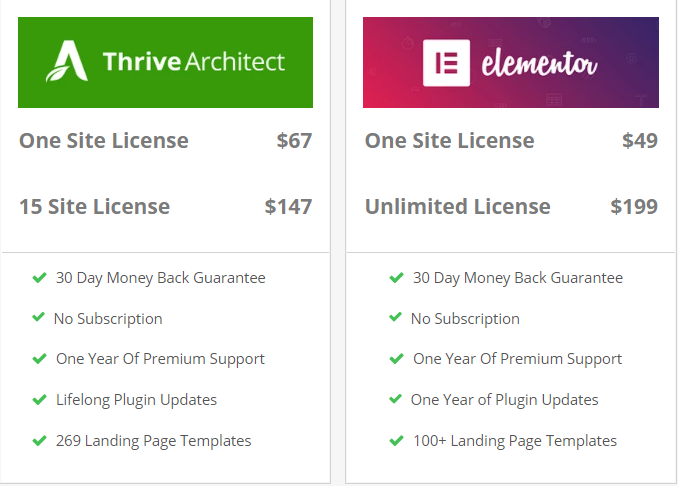 Thrive Architect
One Site License $67
15 Site License $147
30 Day Money Back Guarantee
No Subscription
One Year Of Premium Support
Lifelong Plugin Updates
269 Landing Page Templates
elementor
One Site License $49
Unlimited License $199
30 Day Money Back Guarantee
No Subscription
One Year Of Premium Support
One Year of Plugin Updates
100+ Landing Page Templates